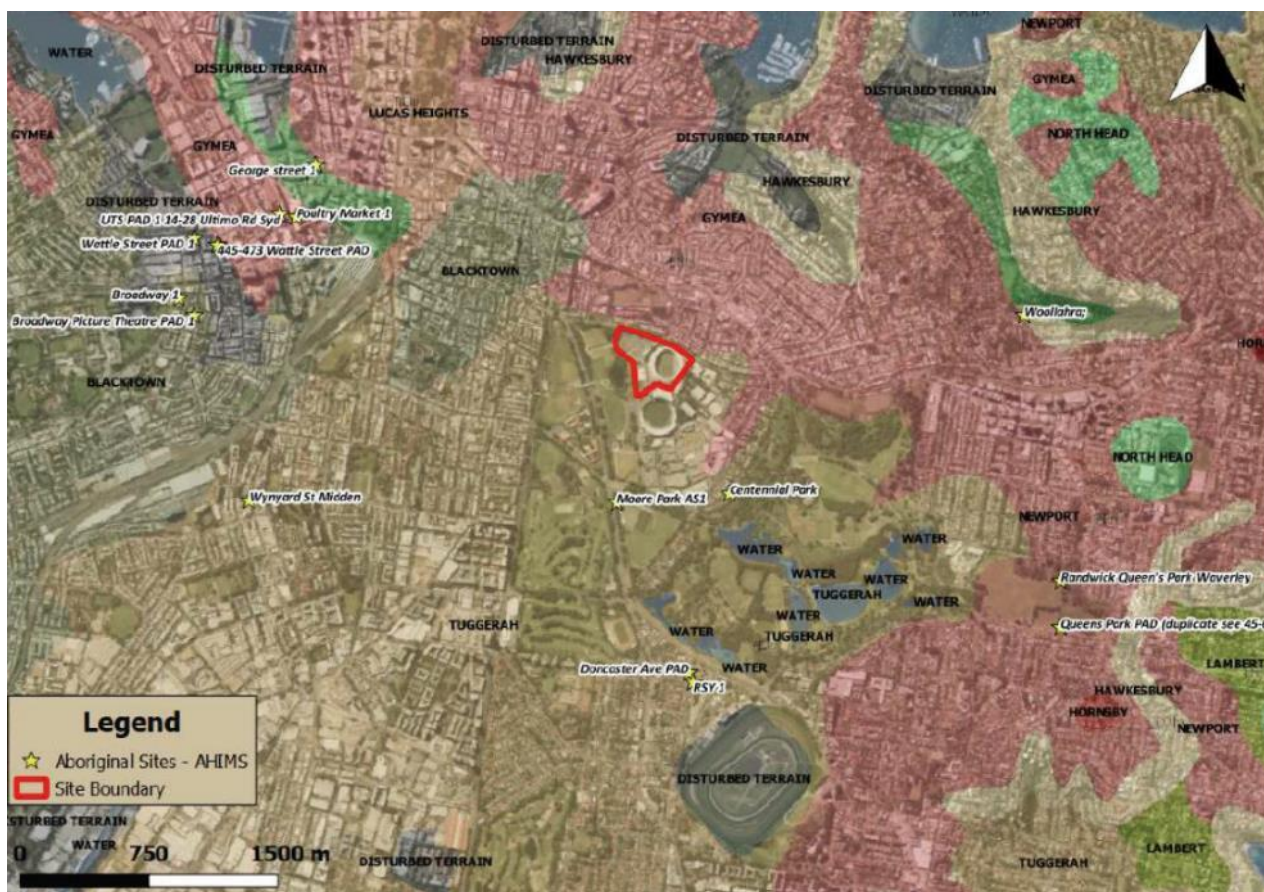 NEWPORT
WATER
DISTURBED TERRAIN
HAWKESBURY
DISTURBED TERRAIN
GYMEA
DISTURBED TERRAIN
LUCAS HEIGHTS
GYMEA
GYMEA
DISTURBED TERRAIN
NORTH HEAD
George street 1
HAWKESBURY
DISTURBED TERRAIN
UTS PAD 1 14-28 Ultimo Rd Syd
Poultry Market 1
GYMEA
HAWKESBURY
Wattle Street PAD 1
445-473 Wattle Street PAD
BLACKTOWN
Broadway 1
Broadway Picture Theatre PAD 1
Woollahra;
BLACKTOWN
NORTH HEAD
Wynyard St Midden
Moore Park AS1
Centennial Park
NEWPORT
WATER
WATER
WATER
WATER
TUGGERAH
WATER
WATER
Randwick Queen's Park Waverley
TUGGERAH
WATER
TUGGERAH
Queens Park PAD (duplicate see 45-
WATER
Doncaster Ave PAD
RSY 1
LAMBERT
HAWKESBURY
HORNSBY
NEWPORT
Legend
Aboriginal Sites - AHIMS
Site Boundary
DISTURBED TERRAIN
WATER
DISTURBED TERRAIN
LAMBERT
TUGGERAH
DISTURBED TERRAIN
0 750 1500 m